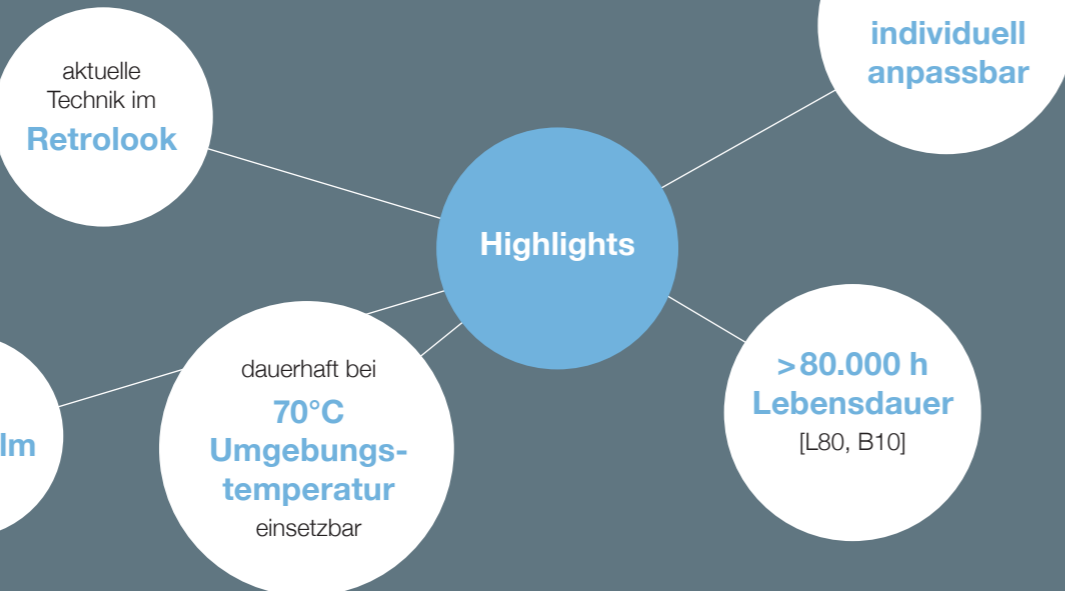 individuell
anpassbar
aktuelle
Technik im
Retrolook
Highlights
dauerhaft bei
70°C
Umgebungs-
temperatur
einsetzbar
>80.000 h
Lebensdauer
[L80, B10]
lm